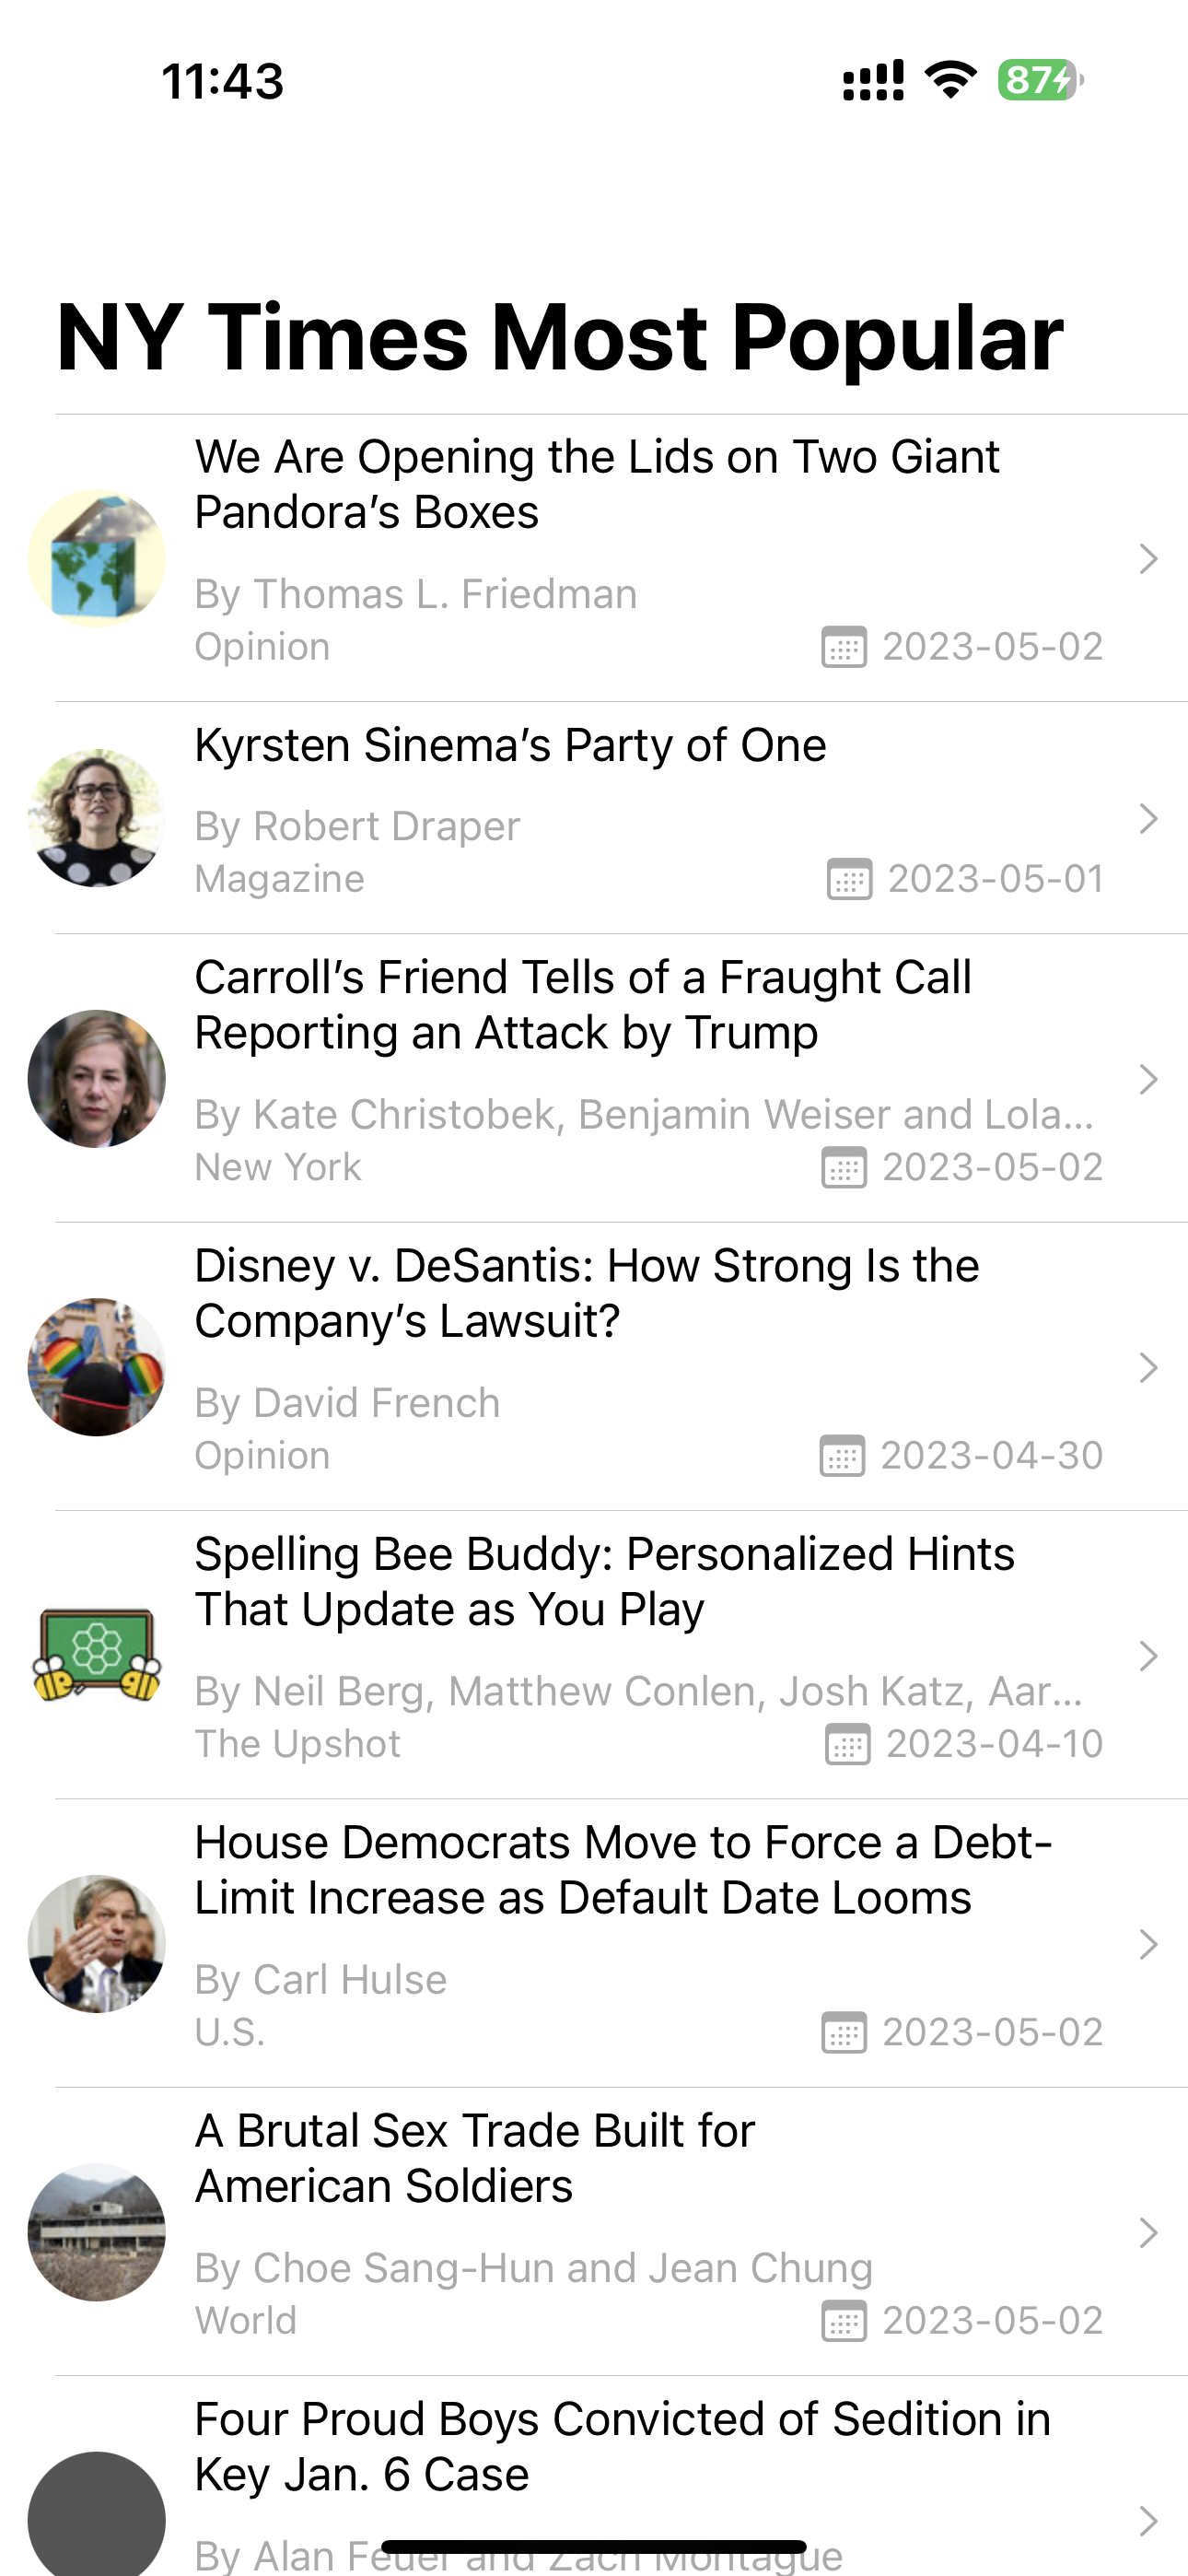 11:43
87
NY Times Most Popular
We Are Opening the Lids on Two Giant
Pandora’s Boxes
By Thomas L. Friedman
Opinion
2023-05-02
Kyrsten Sinema’s Party of One
By Robert Draper
Magazine
2023-05-01
Carroll’s Friend Tells of a Fraught Call
Reporting an Attack by Trump
By Kate Christobek, Benjamin Weiser and Lola...
New York
2023-05-02
Disney v. DeSantis: How Strong Is the
Company’s Lawsuit?
By David French
Opinion
2023-04-30
Spelling Bee Buddy: Personalized Hints
That Update as You Play
By Neil Berg, Matthew Conlen, Josh Katz, Aar...
The Upshot
2023-04-10
House Democrats Move to Force a Debt-
Limit Increase as Default Date Looms
By Carl Hulse
U.S.
2023-05-02
A Brutal Sex Trade Built for
American Soldiers
By Choe Sang-Hun and Jean Chung
World
2023-05-02
Four Proud Boys Convicted of Sedition in
Key Jan. 6 Case
By Alan Feuer and Zach Montague